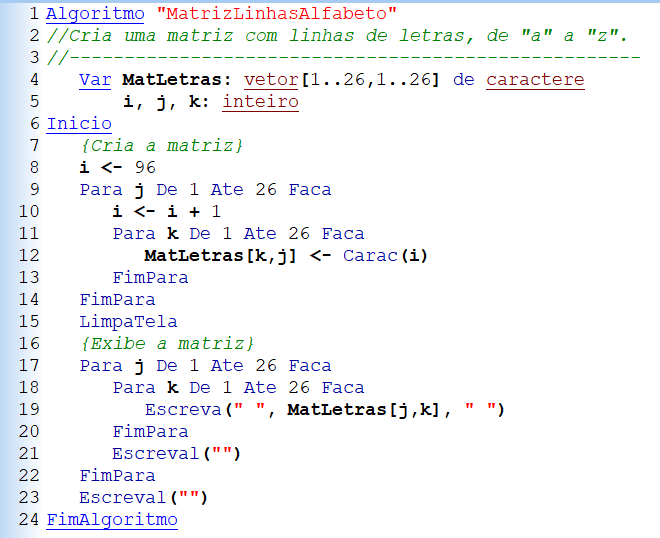 1 Algoritmo "MatrizLinhasAlfabeto"
2 //Cria uma matriz com linhas de letras, de "a" a "z".
3 //----------------------------------------------------
4    Var MatLetras: vetor[1..26,1..26] de caractere
5        i, j, k: inteiro
6 Inicio
7    {Cria a matriz}
8    i <- 96
9    Para j De 1 Ate 26 Faca
10       i <- i + 1
11       Para k De 1 Ate 26 Faca
12          MatLetras[k,j] <- Carac(i)
13       FimPara
14    FimPara
15    LimpaTela
16    {Exibe a matriz}
17    Para j De 1 Ate 26 Faca
18       Para k De 1 Ate 26 Faca
19          Escreva(" ", MatLetras[j,k], " ")
20       FimPara
21       Escreval("")
22    FimPara
23    Escreval("")
24 FimAlgoritmo